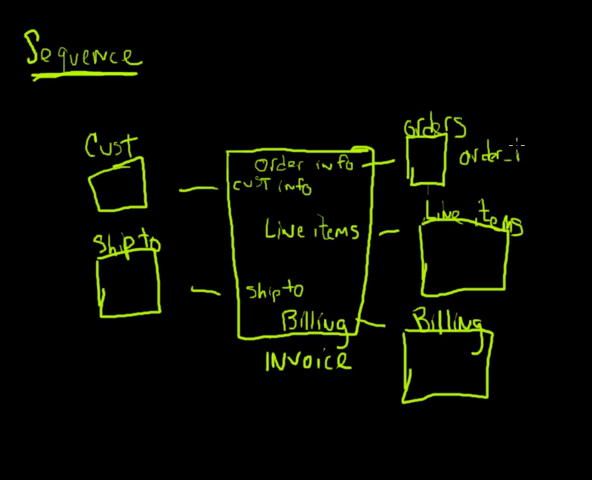 Sequence
Cust
Shipto
order info
cust info
Line items
shipto
Billing
INVoice
orders
order_i
Line items
Billing